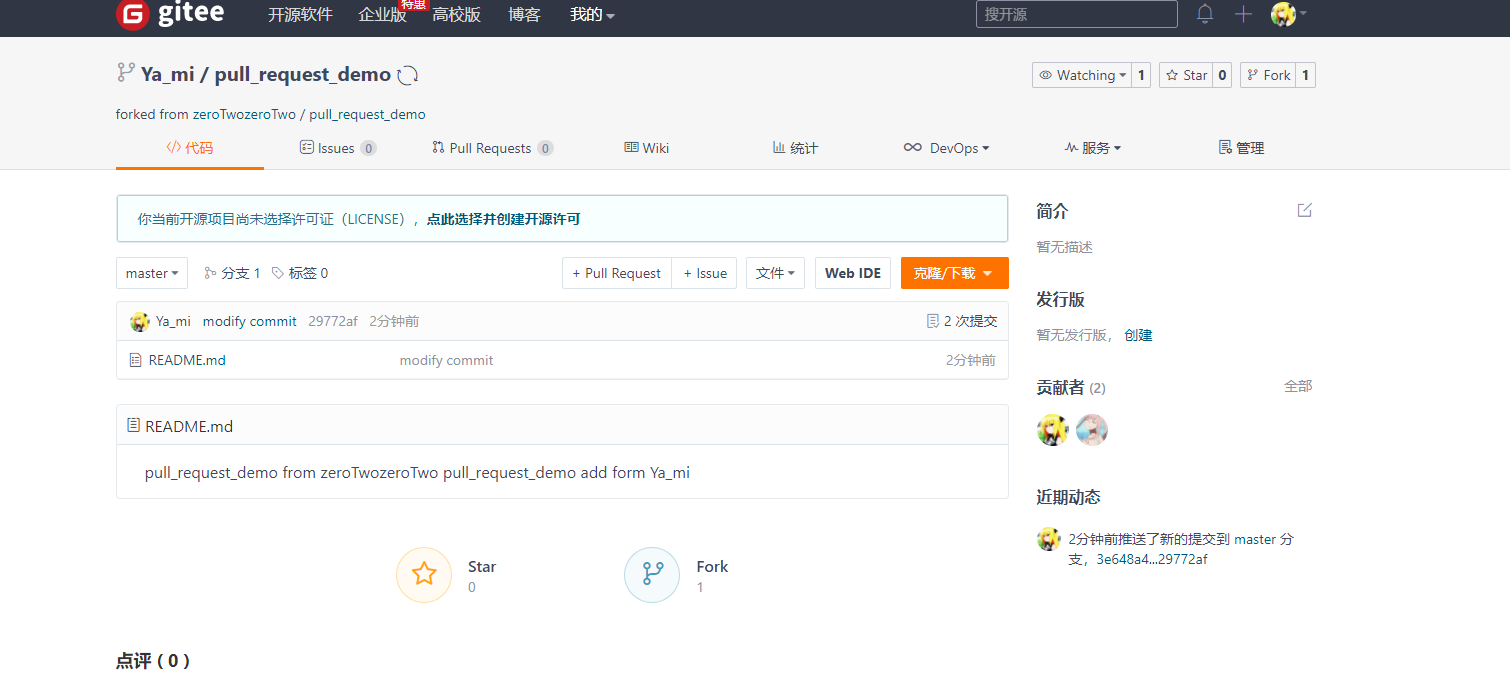 gitee 开源软件 企业版 特惠 高校版 博客 我的 搜开源
Ya_mi / pull_request_demo Watching 1 Star 0 Fork 1
forked from zeroTwozeroTwo / pull_request_demo
代码 Issues 0 Pull Requests 0 Wiki 统计 DevOps 服务 管理
你当前开源项目尚未选择许可证（LICENSE），点此选择并创建开源许可
master 分支 1 标签 0 + Pull Request + Issue 文件 Web IDE 克隆/下载
Ya_mi modify commit 29772af 2分钟前 2 次提交
README.md modify commit 2分钟前
README.md
pull_request_demo from zeroTwozeroTwo pull_request_demo add form Ya_mi
Star
0
Fork
1
点评 ( 0 )
简介
暂无描述
发行版
暂无发行版， 创建
贡献者 (2) 全部
近期动态
2分钟前推送了新的提交到 master 分
支，3e648a4...29772af